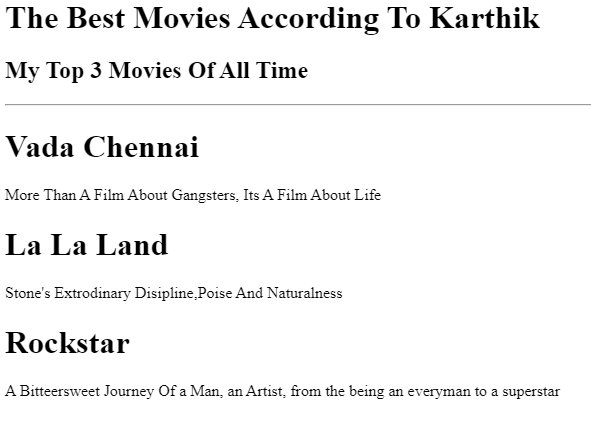 The Best Movies According To Karthik
My Top 3 Movies Of All Time
Vada Chennai
More Than A Film About Gangsters, Its A Film About Life
La La Land
Stone's Extrodinary Disipline,Poise And Naturalness
Rockstar
A Bitteersweet Journey Of a Man, an Artist, from the being an everyman to a superstar